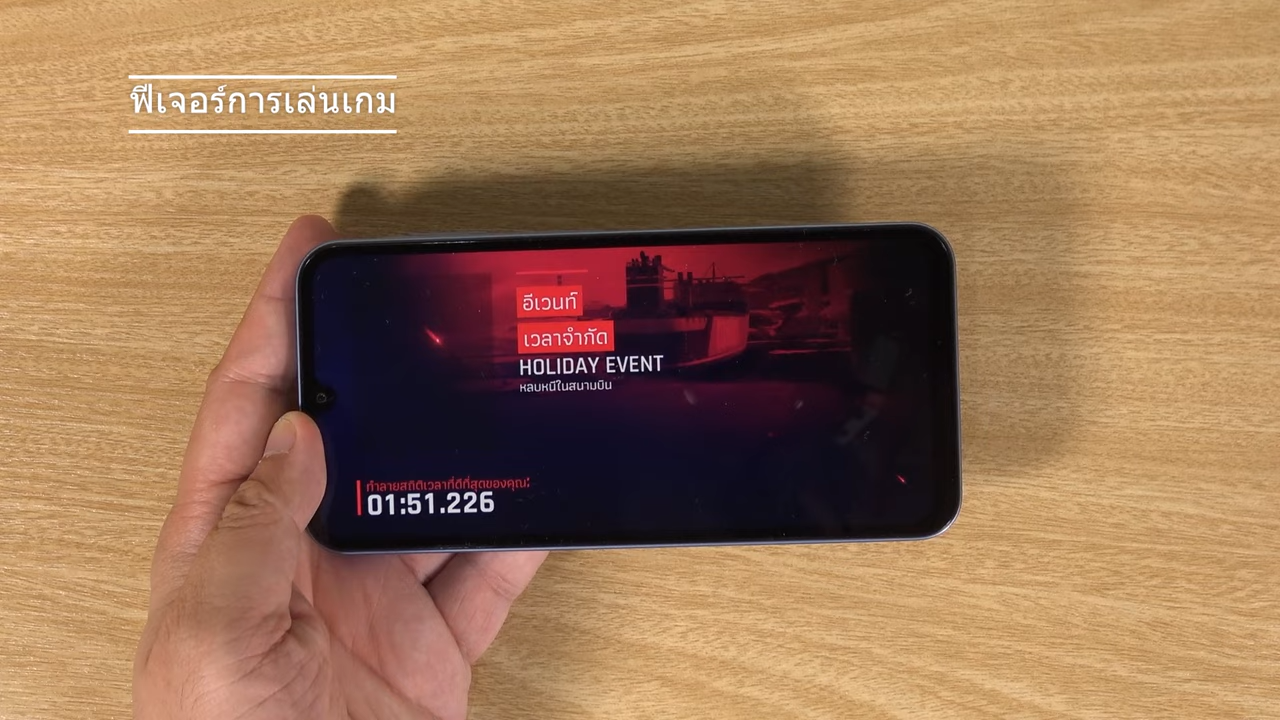 ฟีเจอร์การเล่นเกม
อีเวนท์
เวลาจำกัด
HOLIDAY EVENT
หลบหนีในสนามบิน
ทำลายสถิติเวลาที่ดีที่สุดของคุณ:
01:51.226